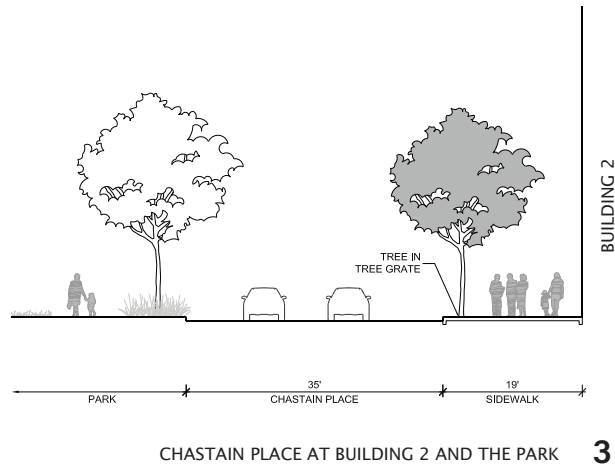 BUILDING 2
TREE IN
TREE GRATE
35'
19'
PARK
CHASTAIN PLACE
SIDEWALK
CHASTAIN PLACE AT BUILDING 2 AND THE PARK 3